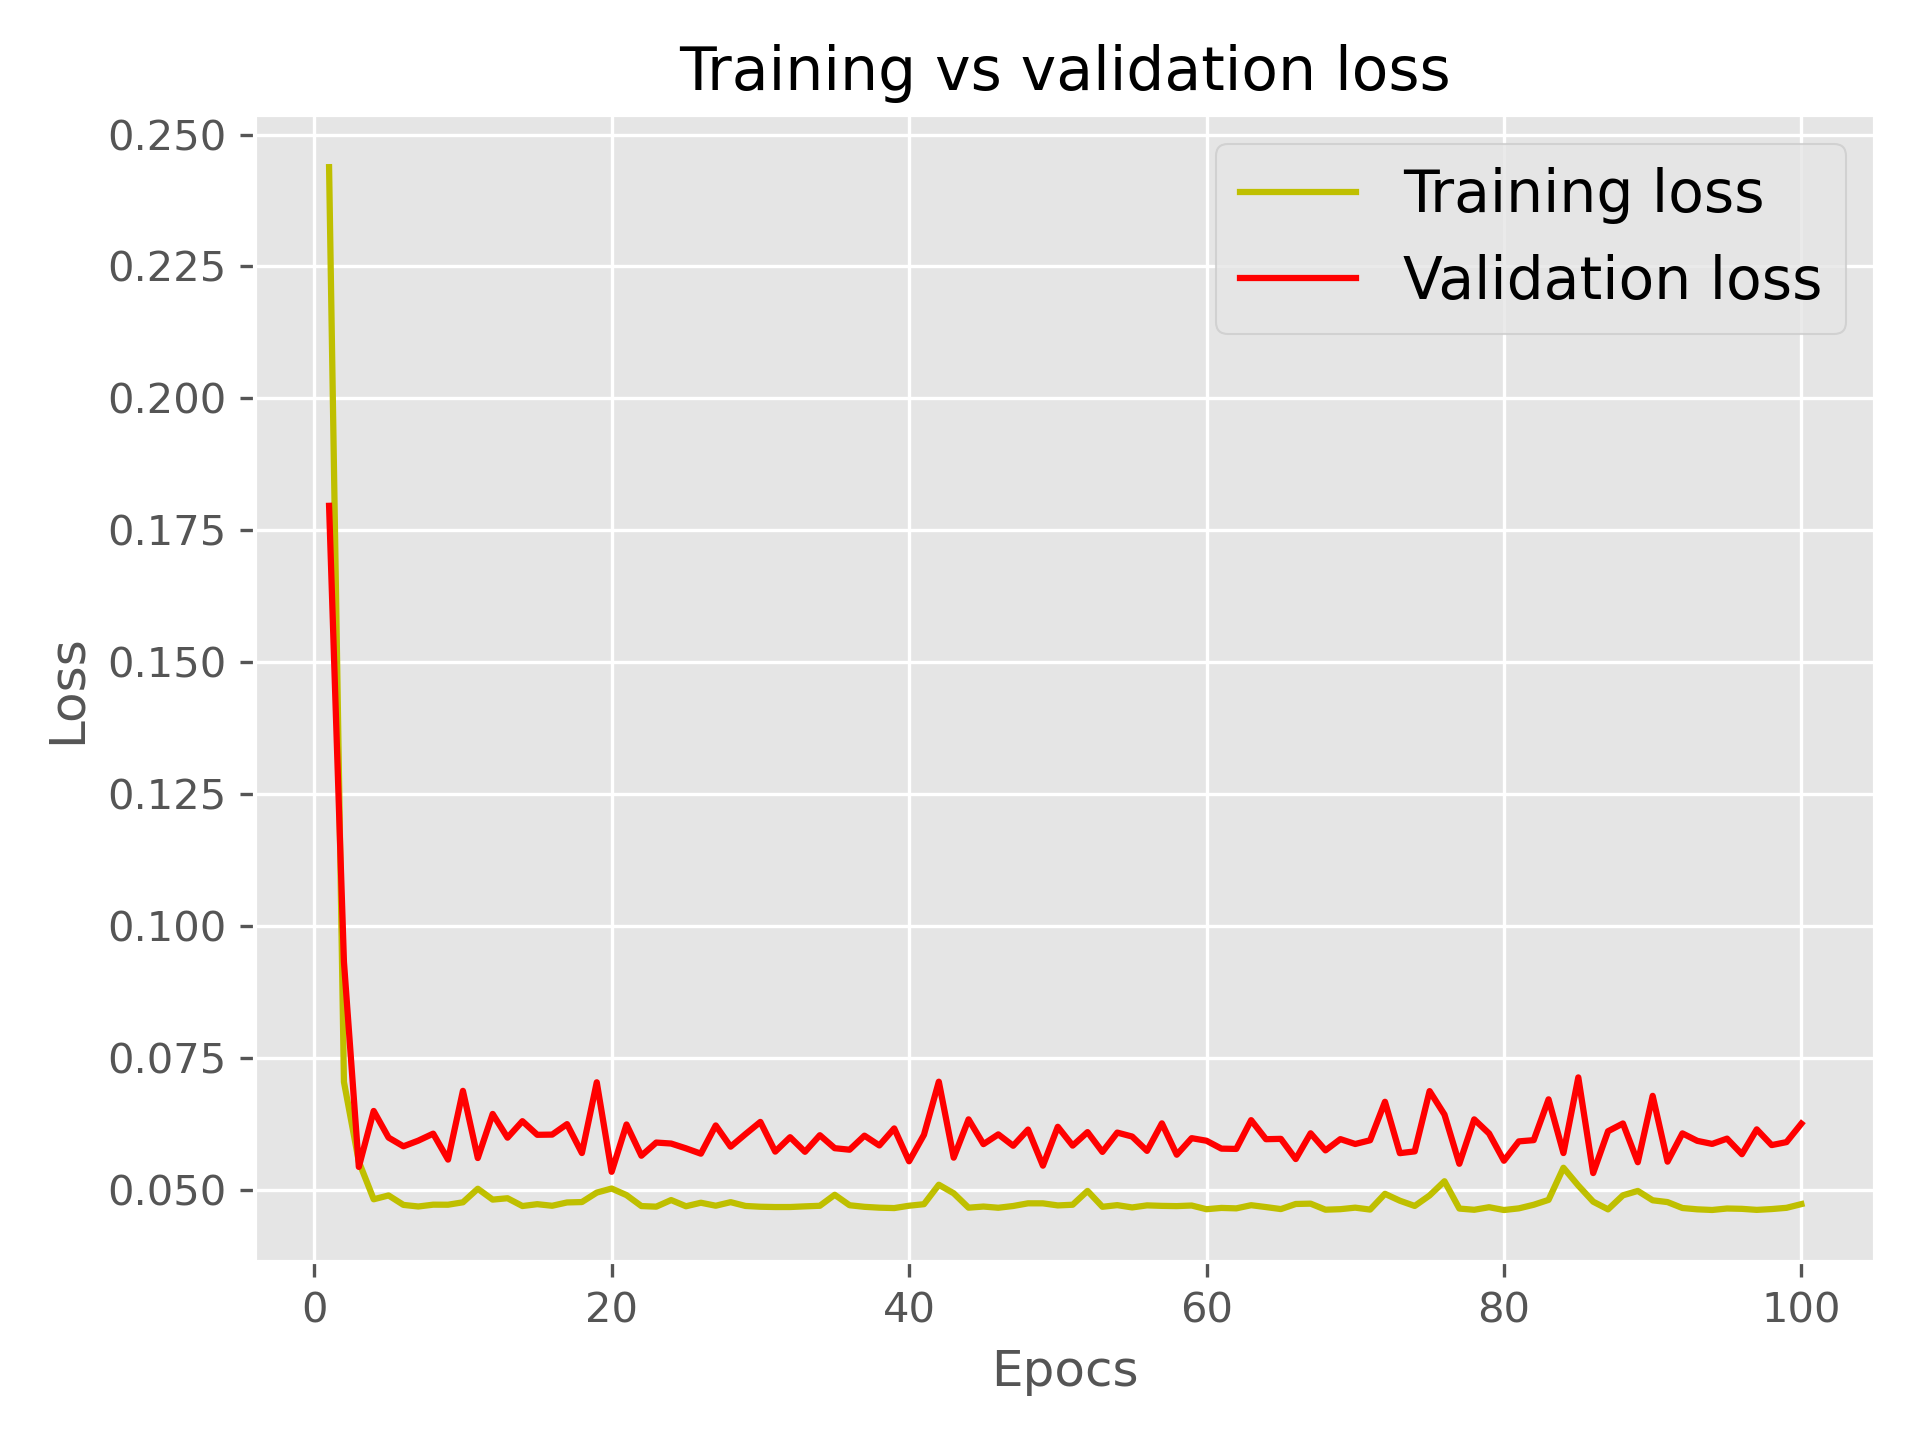 Training vs validation loss
Training loss
Validation loss
0.250
0.225
0.200
0.175
0.150
0.125
0.100
0.075
0.050
Loss
0 20 40 60 80 100
Epocs